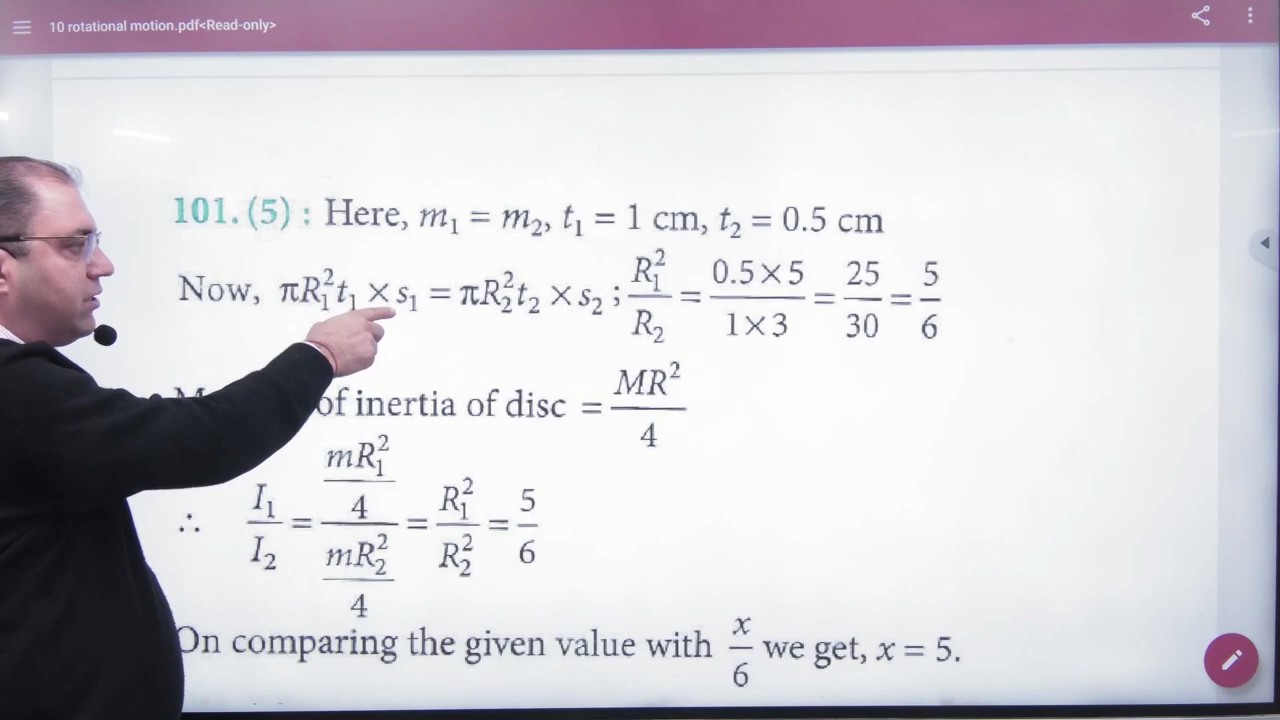 10 rotational motion.pdf<Read-only>
101. (5) : Here, m₁ = m₂, t₁ = 1 cm, t₂ = 0.5 cm
Now, πR₁²t₁ × s₁ = πR₂²t₂ × s₂ ; R₁²/R₂ = 0.5×5/1×3 = 25/30 = 5/6
of inertia of disc = MR²/4
∴ I₁/I₂ = (mR₁²/4)/(mR₂²/4) = R₁²/R₂² = 5/6
On comparing the given value with x/6 we get, x = 5.